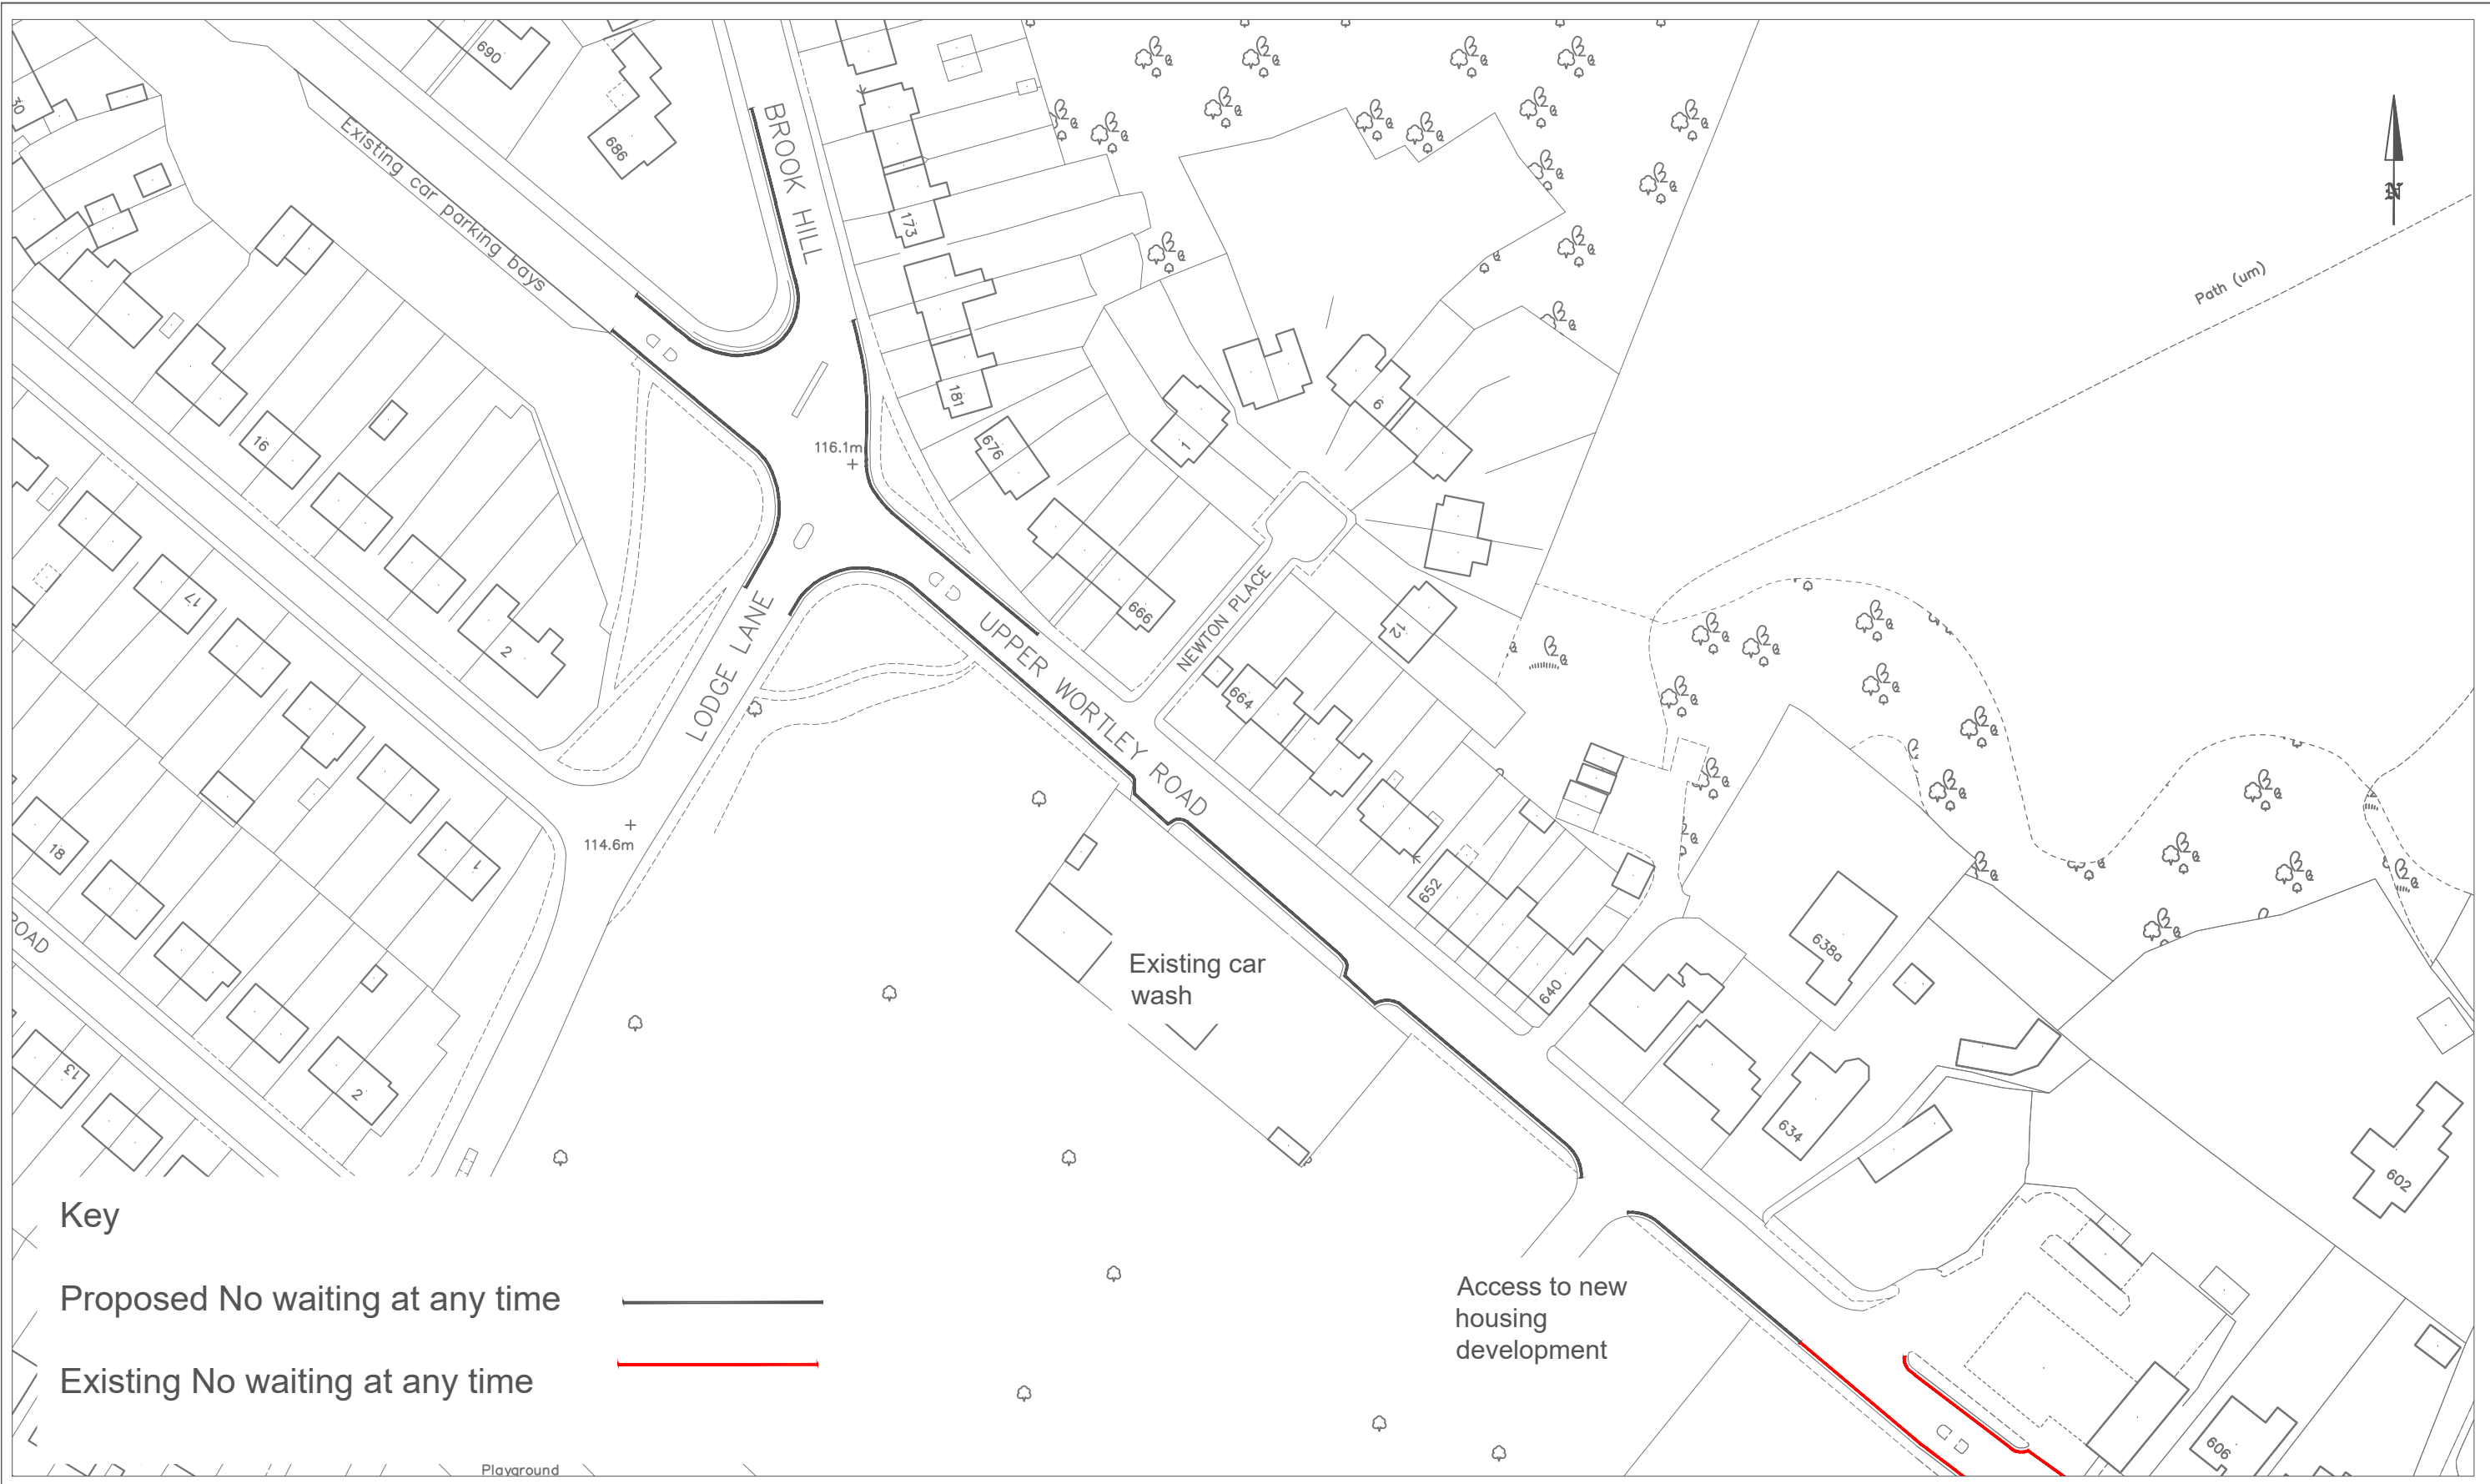 690
30
686
BROOK HILL
Existing car parking bays
173
N
Path (um)
181
676
116.1m
6
1
16
666
NEWTON PLACE
12
17
2
LODGE LANE
UPPER WORTLEY ROAD
664
652
640
638a
634
602
606
114.6m
1
18
ROAD
13
2
Existing car
wash
Key
Proposed No waiting at any time
Existing No waiting at any time
Access to new
housing
development
Playground